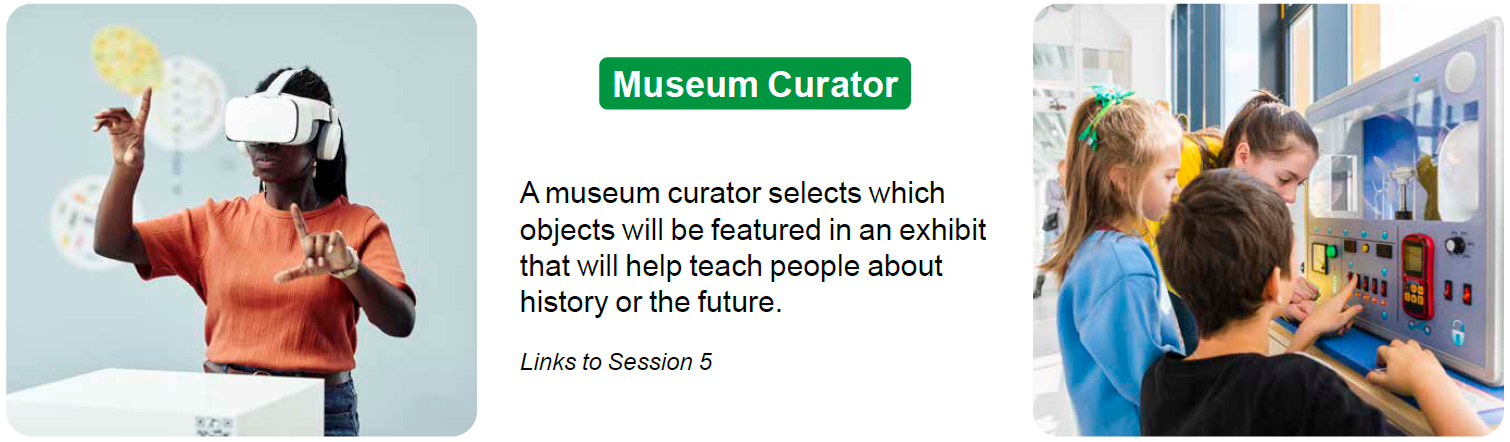 Museum Curator
A museum curator selects which
objects will be featured in an exhibit
that will help teach people about
history or the future.
Links to Session 5